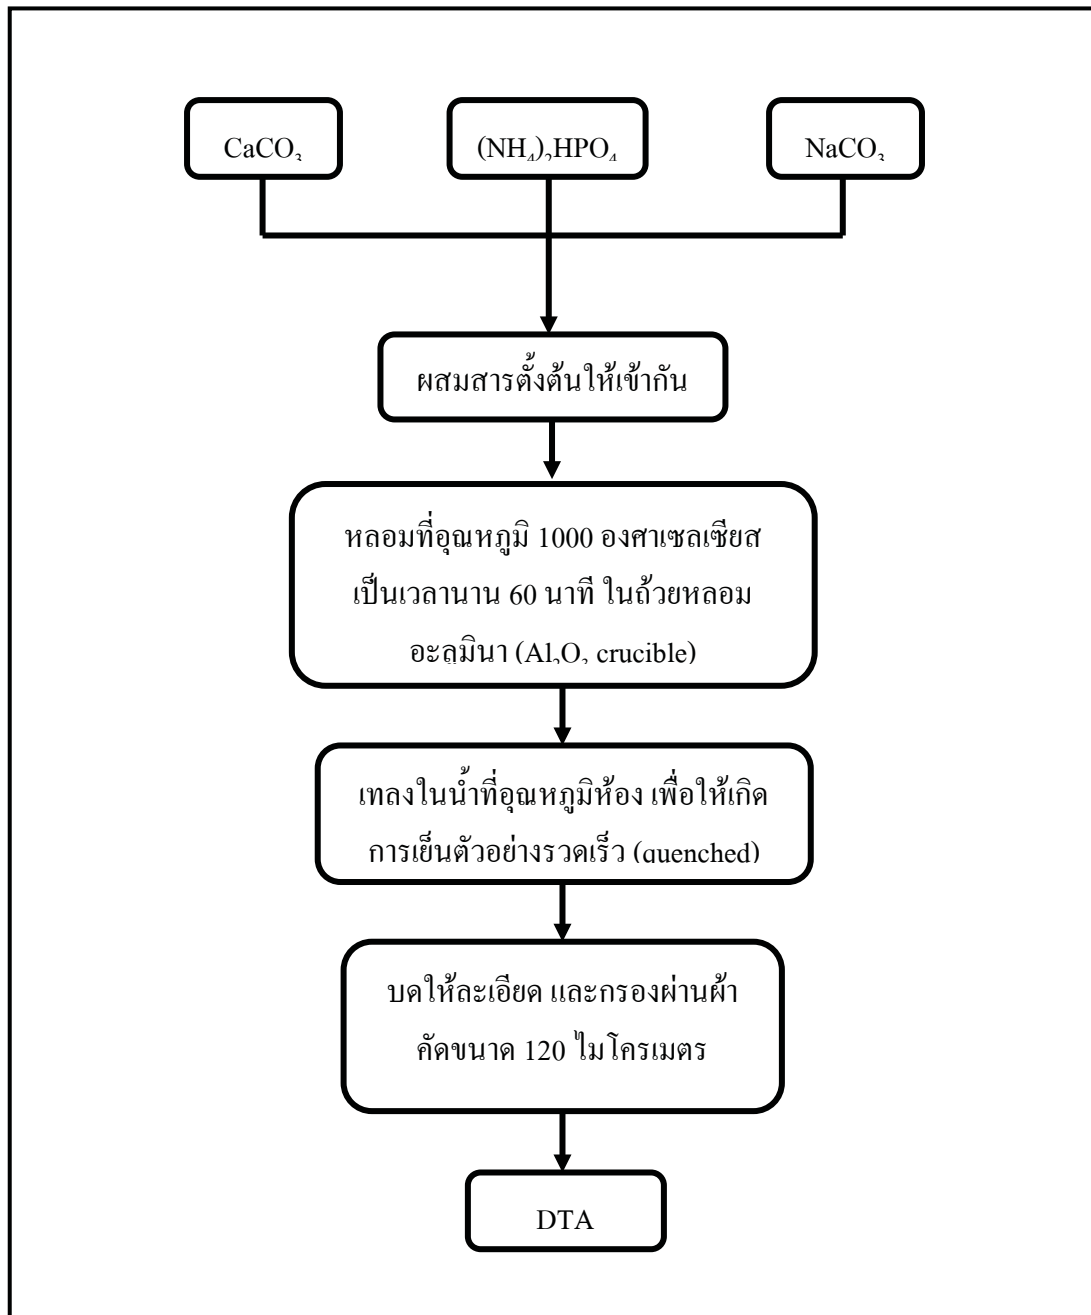 CaCO₃
(NH₄)₂HPO₄
NaCO₃
ผสมสารตั้งต้นให้เข้ากัน
หลอมที่อุณหภูมิ 1000 องศาเซลเซียส
เป็นเวลานาน 60 นาที ในถ้วยหลอม
อะลูมินา (Al₂O₃ crucible)
เทลงในน้ำที่อุณหภูมิห้อง เพื่อให้เกิด
การเย็นตัวอย่างรวดเร็ว (quenched)
บดให้ละเอียด และกรองผ่านผ้า
คัดขนาด 120 ไมโครเมตร
DTA